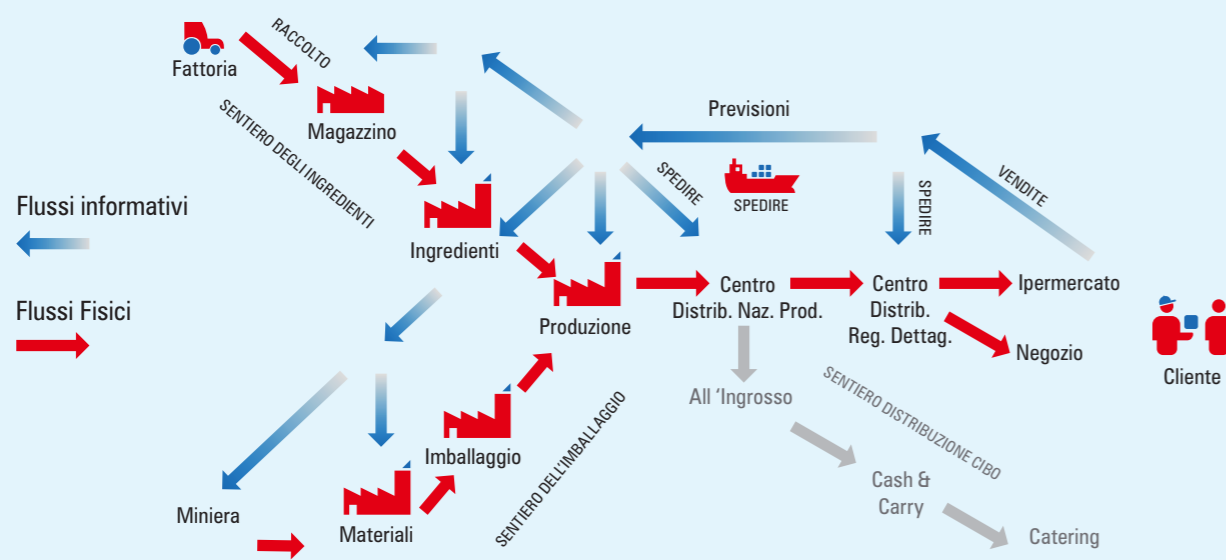 Fattoria
RACCOLTO
Magazzino
SENTIERO DEGLI INGREDIENTI
Previsioni
SPEDIRE
SPEDIRE
SPEDIRE
VENDITE
Flussi informativi
Ingredienti
Flussi Fisici
Produzione
Centro
Distrib. Naz. Prod.
Centro
Distrib.
Reg. Dettag.
Ipermercato
Negozio
Cliente
All ‘Ingrosso
SENTIERO DISTRIBUZIONE CIBO
Imballaggio
SENTIERO DELL’IMBALLAGGIO
Cash &
Carry
Miniera
Materiali
Catering